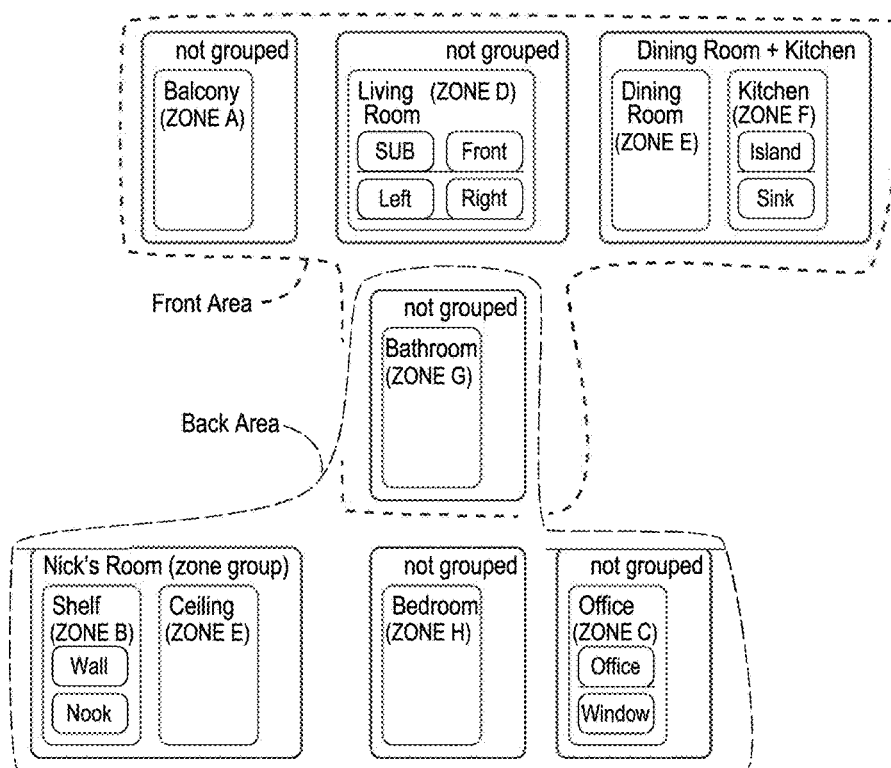 not grouped
Balcony
(ZONE A)
not grouped
Living (ZONE D)
Room
SUB
Front
Left
Right
Dining Room + Kitchen
Dining
Room
(ZONE E)
Kitchen
(ZONE F)
Island
Sink
Front Area
not grouped
Bathroom
(ZONE G)
Back Area
Nick's Room (zone group)
Shelf
(ZONE B)
Wall
Nook
Ceiling
(ZONE E)
not grouped
Bedroom
(ZONE H)
not grouped
Office
(ZONE C)
Office
Window